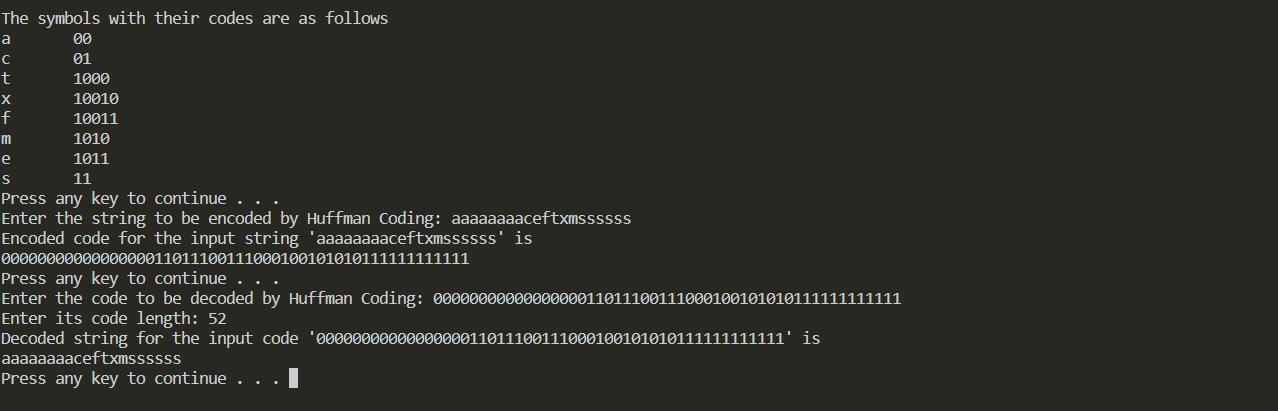 The symbols with their codes are as follows
a 00
c 01
t 1000
x 10010
f 10011
m 1010
e 1011
s 11
Press any key to continue . . .
Enter the string to be encoded by Huffman Coding: aaaaaaaaceftxmssssss
Encoded code for the input string 'aaaaaaaaceftxmssssss' is
0000000000000000011011100111000100101010111111111111
Press any key to continue . . .
Enter the code to be decoded by Huffman Coding: 0000000000000000011011100111000100101010111111111111
Enter its code length: 52
Decoded string for the input code '0000000000000000011011100111000100101010111111111111' is
aaaaaaaaceftxmssssss
Press any key to continue . . .